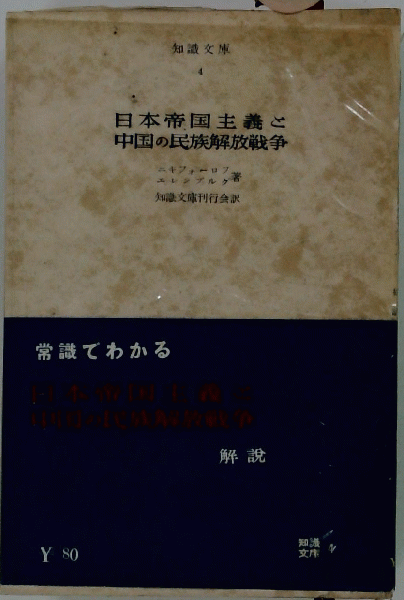 知識文庫
4
日本帝国主義と
中国の民族解放戦争
ニキフォーロフ
エレンブルク 著
知識文庫刊行会訳
常識でわかる
日本帝国主義と
中国の民族解放戦争
解説
Y 80
知識
文庫